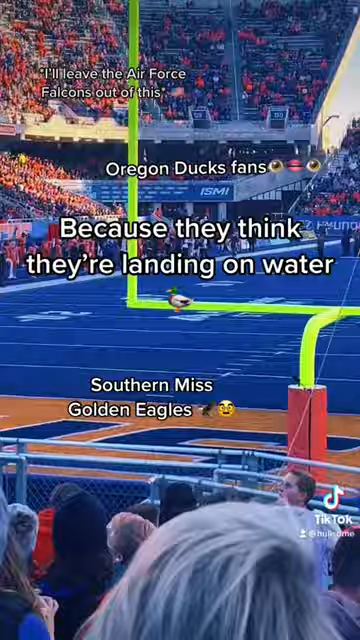 *I'll leave the Air Force
Falcons out of this*
Oregon Ducks fans👁👄👁
ISMI
Because they think
they're landing on water
Southern Miss
Golden Eagles
TikTok